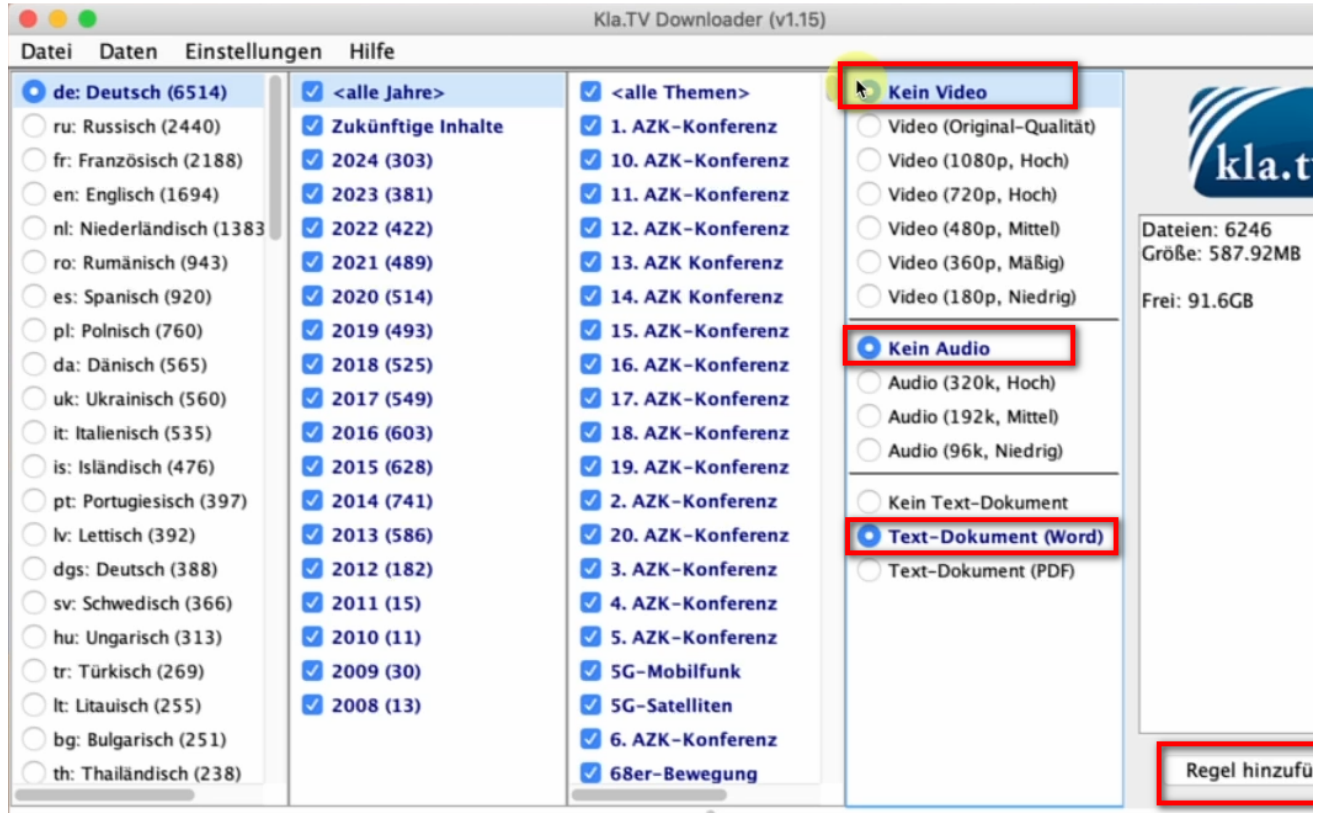 Kla.TV Downloader (v1.15)
Datei Daten Einstellungen Hilfe
de: Deutsch (6514)
ru: Russisch (2440)
fr: Französisch (2188)
en: Englisch (1694)
nl: Niederländisch (1383
ro: Rumänisch (943)
es: Spanisch (920)
pl: Polnisch (760)
da: Dänisch (565)
uk: Ukrainisch (560)
it: Italienisch (535)
is: Isländisch (476)
pt: Portugiesisch (397)
lv: Lettisch (392)
dgs: Deutsch (388)
sv: Schwedisch (366)
hu: Ungarisch (313)
tr: Türkisch (269)
lt: Litauisch (255)
bg: Bulgarisch (251)
th: Thailändisch (238)
<alle Jahre>
Zukünftige Inhalte
2024 (303)
2023 (381)
2022 (422)
2021 (489)
2020 (514)
2019 (493)
2018 (525)
2017 (549)
2016 (603)
2015 (628)
2014 (741)
2013 (586)
2012 (182)
2011 (15)
2010 (11)
2009 (30)
2008 (13)
<alle Themen>
1. AZK-Konferenz
10. AZK-Konferenz
11. AZK-Konferenz
12. AZK-Konferenz
13. AZK Konferenz
14. AZK Konferenz
15. AZK-Konferenz
16. AZK-Konferenz
17. AZK-Konferenz
18. AZK-Konferenz
19. AZK-Konferenz
2. AZK-Konferenz
20. AZK-Konferenz
3. AZK-Konferenz
4. AZK-Konferenz
5. AZK-Konferenz
5G-Mobilfunk
5G-Satelliten
6. AZK-Konferenz
68er-Bewegung
Kein Video
Video (Original-Qualität)
Video (1080p, Hoch)
Video (720p, Hoch)
Video (480p, Mittel)
Video (360p, Mäßig)
Video (180p, Niedrig)
Kein Audio
Audio (320k, Hoch)
Audio (192k, Mittel)
Audio (96k, Niedrig)
Kein Text-Dokument
Text-Dokument (Word)
Text-Dokument (PDF)
kla.t
Dateien: 6246
Größe: 587.92MB
Frei: 91.6GB
Regel hinzufü